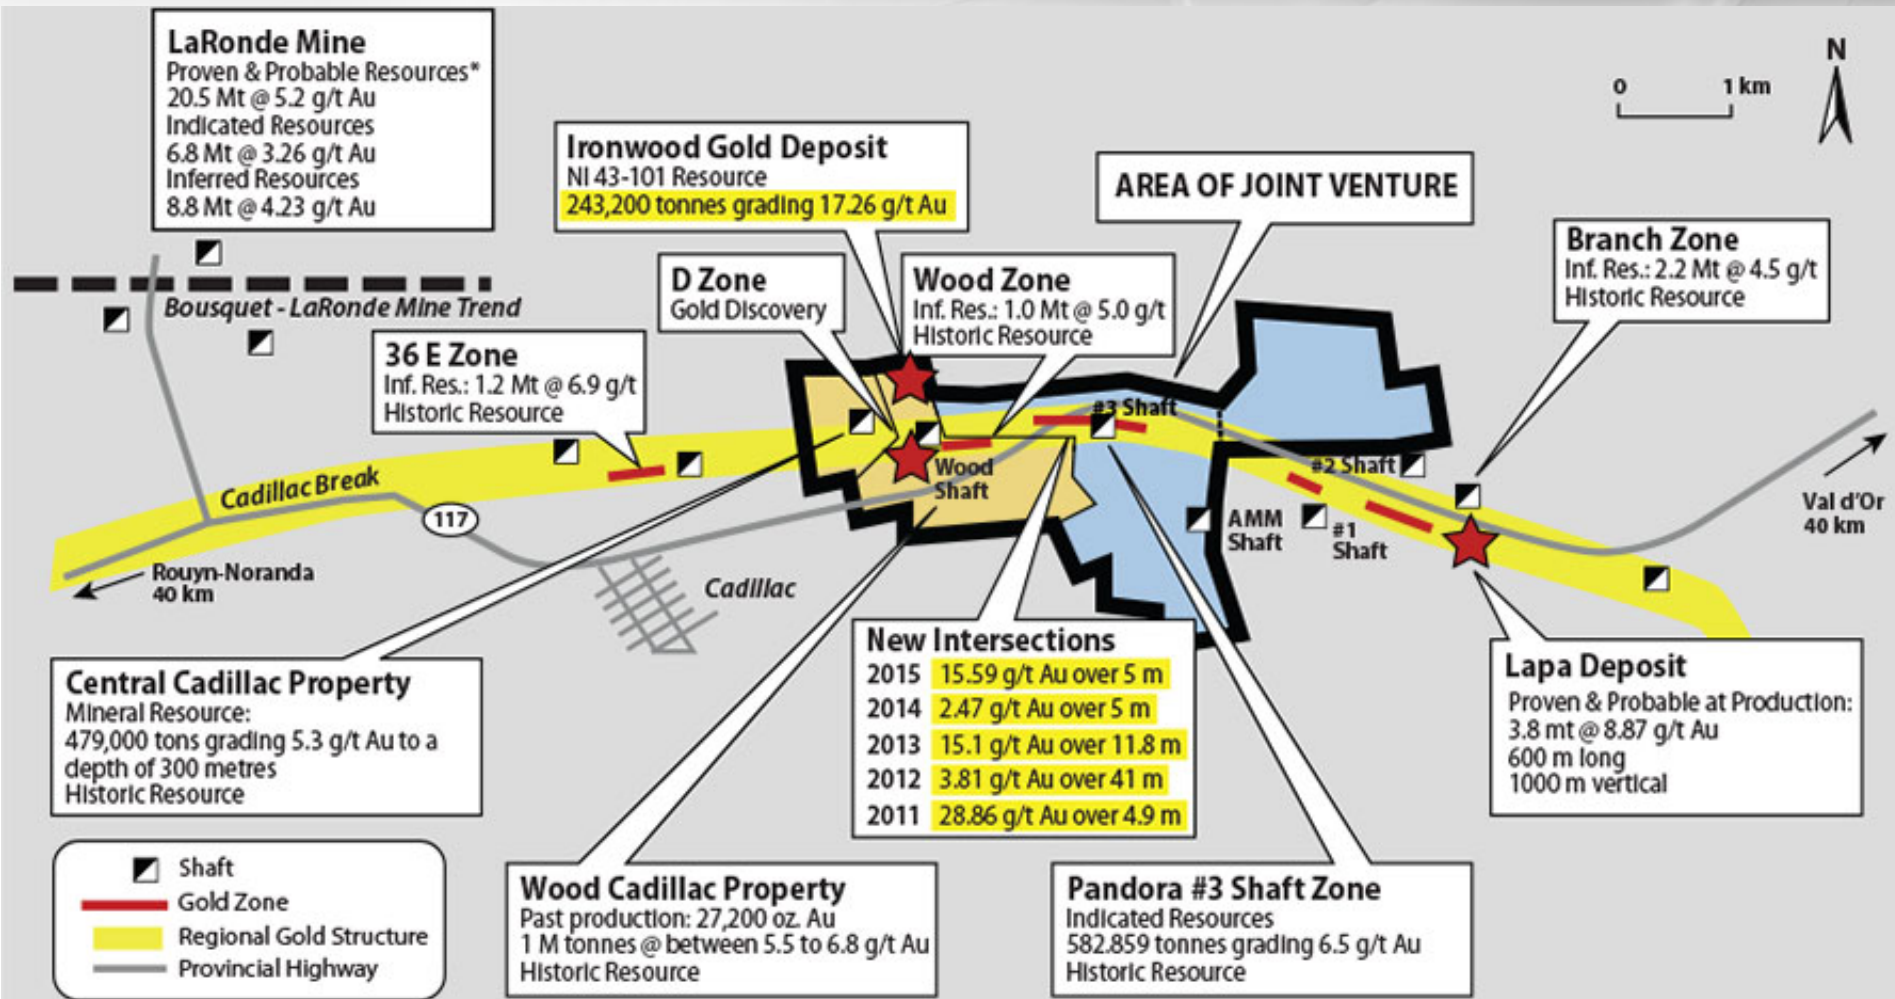 LaRonde Mine
Proven & Probable Resources*
20.5 Mt @ 5.2 g/t Au
Indicated Resources
6.8 Mt @ 3.26 g/t Au
Inferred Resources
8.8 Mt @ 4.23 g/t Au
Ironwood Gold Deposit
NI 43-101 Resource
243,200 tonnes grading 17.26 g/t Au
AREA OF JOINT VENTURE
0 1 km
N
Branch Zone
Inf. Res.: 2.2 Mt @ 4.5 g/t
Historic Resource
D Zone
Gold Discovery
Wood Zone
Inf. Res.: 1.0 Mt @ 5.0 g/t
Historic Resource
Bousquet - LaRonde Mine Trend
36 E Zone
Inf. Res.: 1.2 Mt @ 6.9 g/t
Historic Resource
#3 Shaft
Wood
Shaft
#2 Shaft
AMM
Shaft
#1
Shaft
Val d'Or
40 km
Cadillac Break
117
Rouyn-Noranda
40 km
Cadillac
New Intersections
2015 15.59 g/t Au over 5 m
2014 2.47 g/t Au over 5 m
2013 15.1 g/t Au over 11.8 m
2012 3.81 g/t Au over 41 m
2011 28.86 g/t Au over 4.9 m
Central Cadillac Property
Mineral Resource:
479,000 tons grading 5.3 g/t Au to a
depth of 300 metres
Historic Resource
Lapa Deposit
Proven & Probable at Production:
3.8 mt @ 8.87 g/t Au
600 m long
1000 m vertical
Shaft
Gold Zone
Regional Gold Structure
Provincial Highway
Wood Cadillac Property
Past production: 27,200 oz. Au
1 M tonnes @ between 5.5 to 6.8 g/t Au
Historic Resource
Pandora #3 Shaft Zone
Indicated Resources
582.859 tonnes grading 6.5 g/t Au
Historic Resource